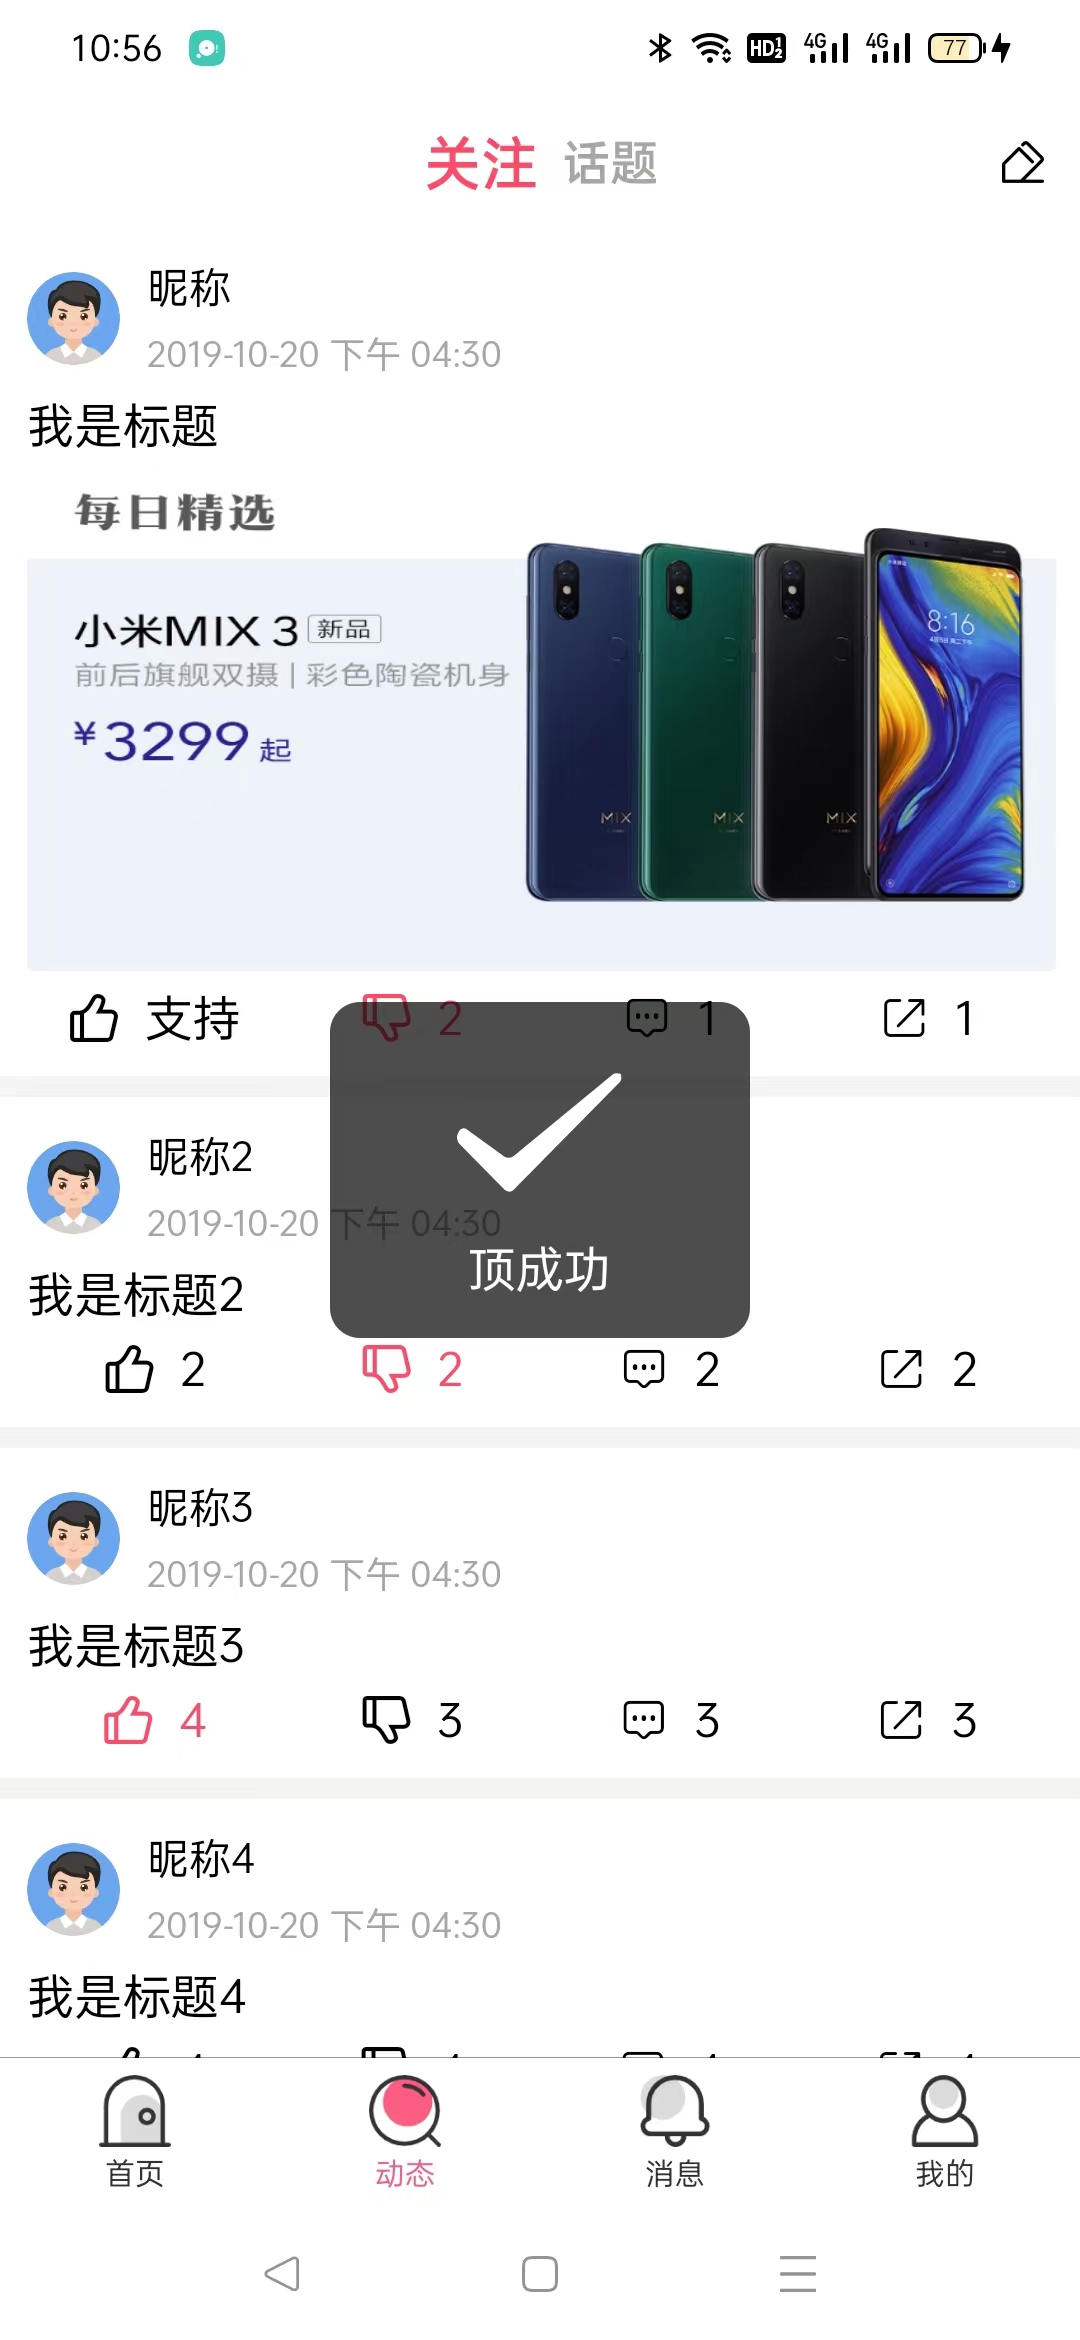 10:56 HD 1 2 4G 4G 77
关注 话题
昵称
2019-10-20 下午 04:30
我是标题
每日精选
小米MIX 3 新品
前后旗舰双摄 | 彩色陶瓷机身
¥3299 起
8:16
MIX MIX MIX
支持 2 1 1
昵称2
2019-10-20 下午 04:30
顶成功
我是标题2
2 2 2 2
昵称3
2019-10-20 下午 04:30
我是标题3
4 3 3 3
昵称4
2019-10-20 下午 04:30
我是标题4
首页 动态 消息 我的